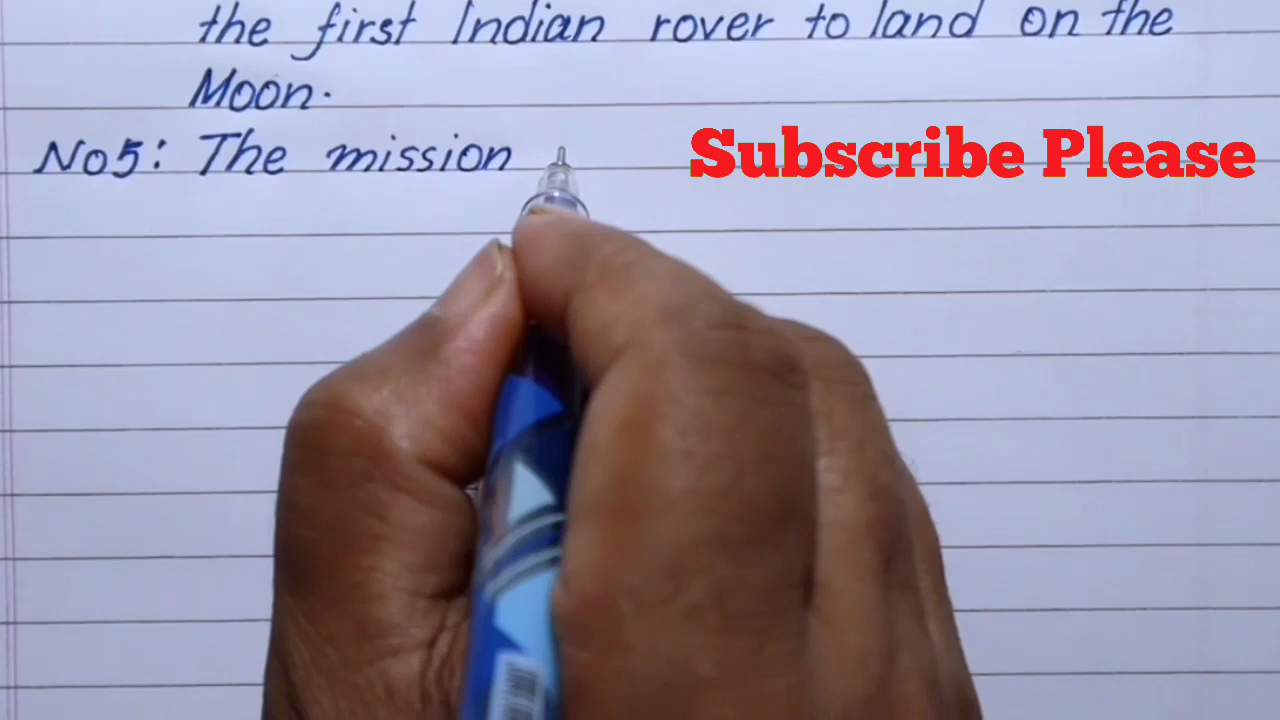 the first Indian rover to land on the
Moon.
No5: The mission
Subscribe Please